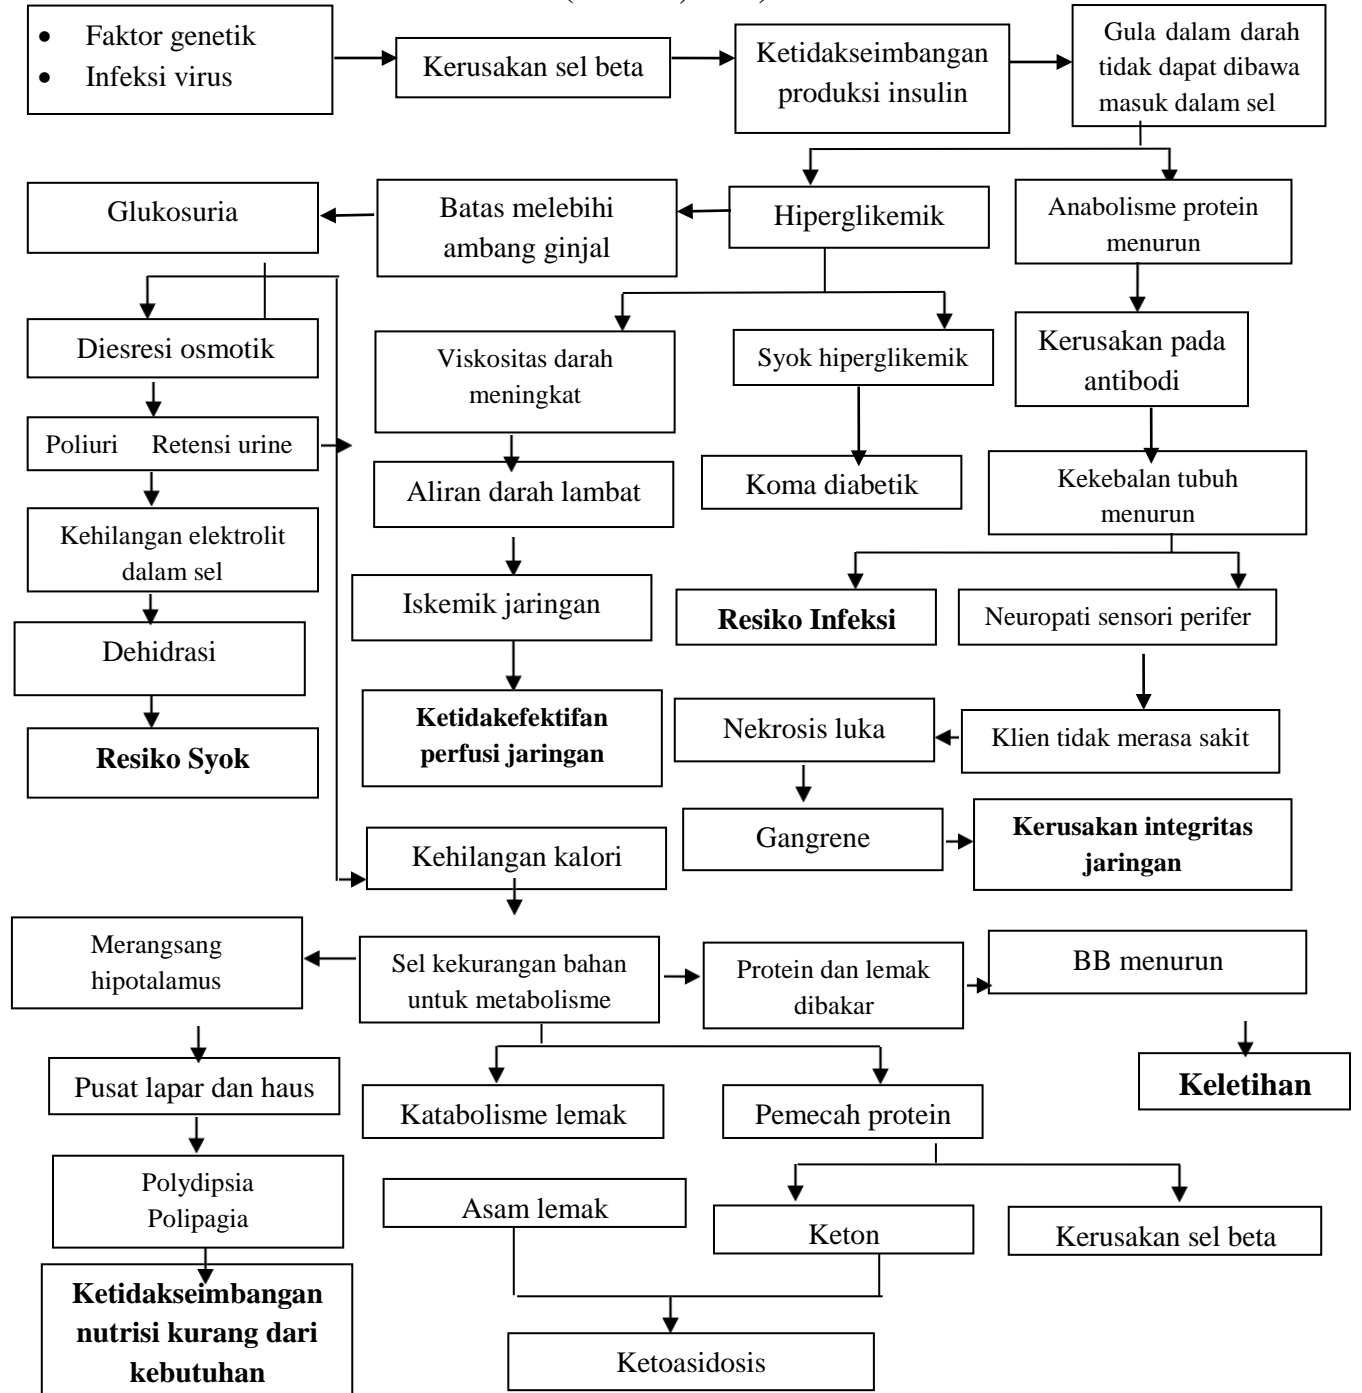 • Faktor genetik
• Infeksi virus
Kerusakan sel beta
Ketidakseimbangan
produksi insulin
Gula dalam darah
tidak dapat dibawa
masuk dalam sel
Glukosuria
Batas melebihi
ambang ginjal
Hiperglikemik
Anabolisme protein
menurun
Diesresi osmotik
Viskositas darah
meningkat
Syok hiperglikemik
Kerusakan pada
antibodi
Poliuri Retensi urine
Aliran darah lambat
Koma diabetik
Kekebalan tubuh
menurun
Kehilangan elektrolit
dalam sel
Iskemik jaringan
Resiko Infeksi
Neuropati sensori perifer
Dehidrasi
Ketidakefektifan
perfusi jaringan
Nekrosis luka
Klien tidak merasa sakit
Resiko Syok
Kehilangan kalori
Gangrene
Kerusakan integritas
jaringan
Merangsang
hipotalamus
Sel kekurangan bahan
untuk metabolisme
Protein dan lemak
dibakar
BB menurun
Pusat lapar dan haus
Katabolisme lemak
Pemecah protein
Keletihan
Polydipsia
Polipagia
Asam lemak
Keton
Kerusakan sel beta
Ketidakseimbangan
nutrisi kurang dari
kebutuhan
Ketoasidosis